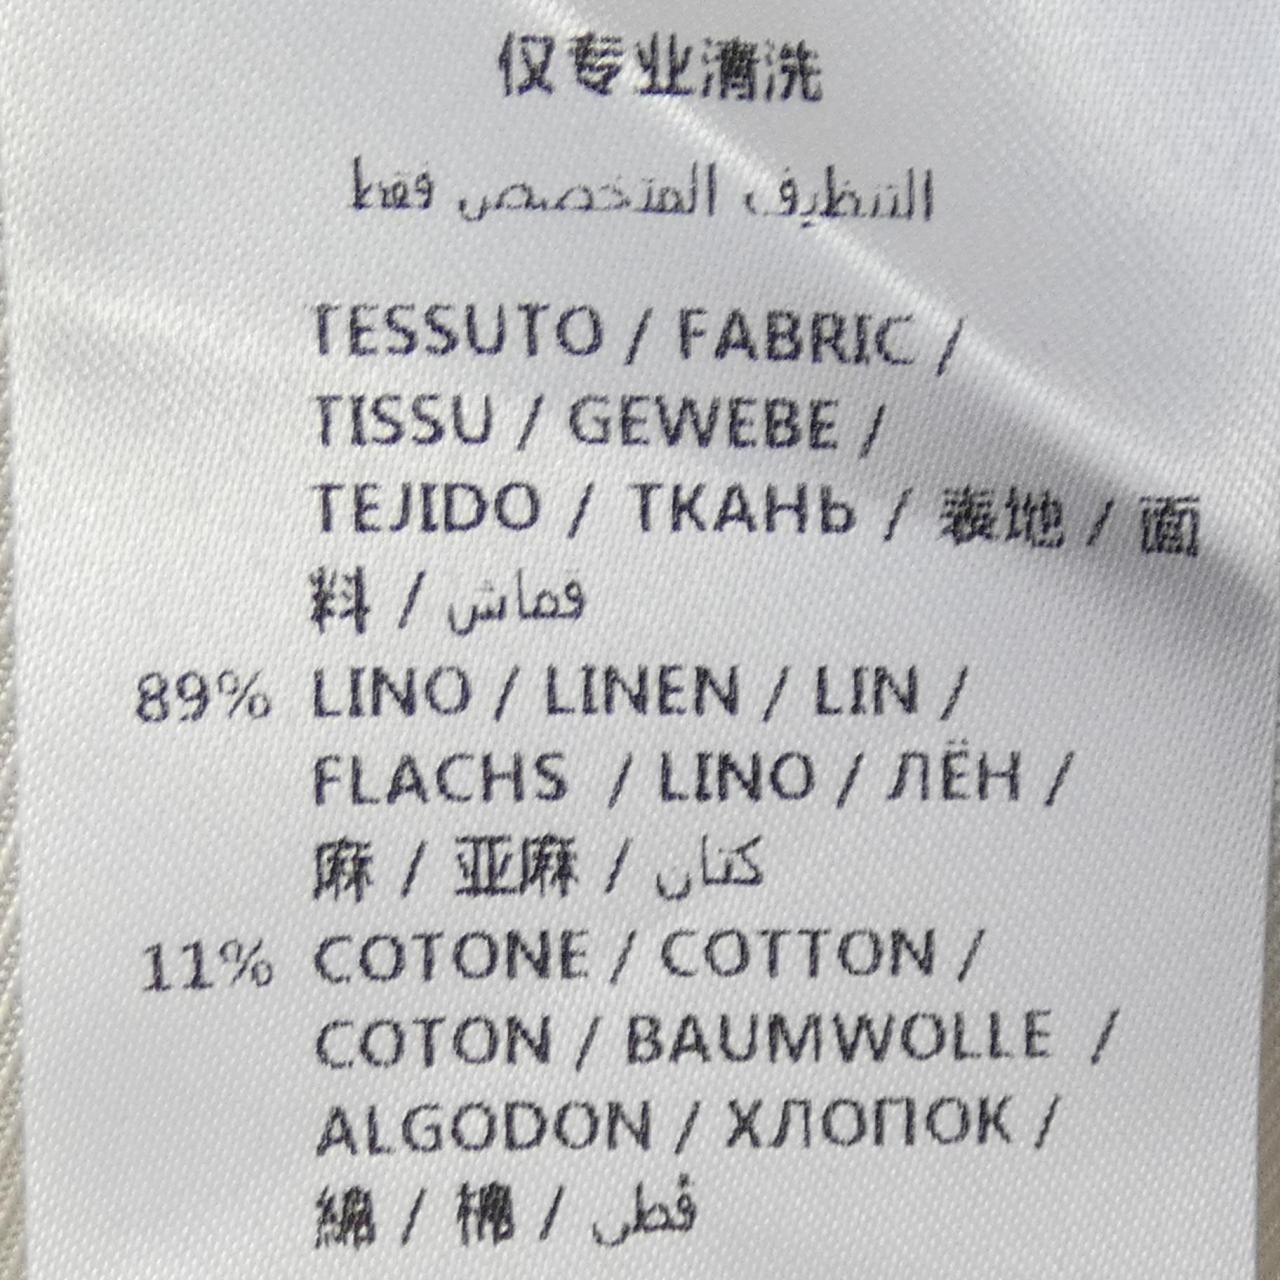 仅专业清洗
التنظيف المتخصص فقط
TESSUTO / FABRIC /
TISSU / GEWEBE /
TEJIDO / ТКАНЬ / 表地 / 面
料 / قماش
89% LINO / LINEN / LIN /
FLACHS / LINO / ЛЁН /
麻 / 亚麻 / كتان
11% COTONE / COTTON /
COTON / BAUMWOLLE /
ALGODON / ХЛОПОК /
綿 / 棉 / قطن